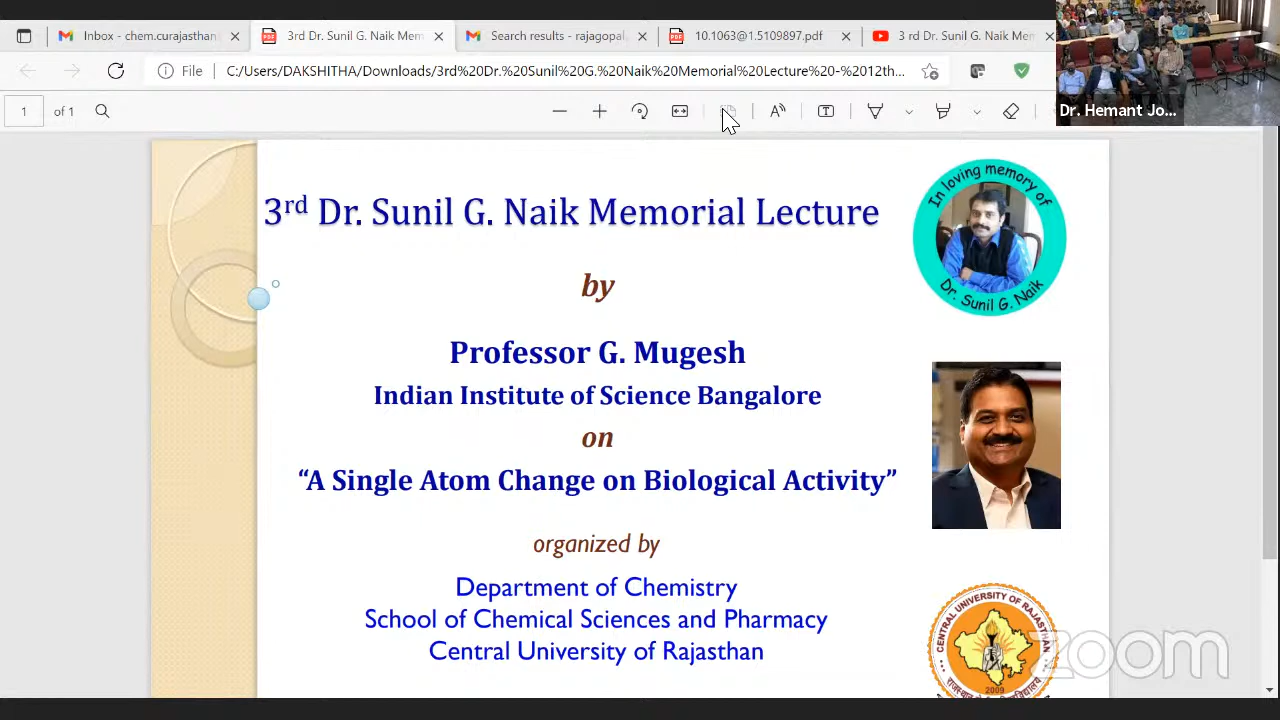 Inbox - chem.curajasthan
3rd Dr. Sunil G. Naik Mem
Search results - rajagopal.
10.1063@1.5109897.pdf
3 rd Dr. Sunil G. Naik Me
File
C:/Users/DAKSHITHA/Downloads/3rd%20Dr.%20Sunil%20G.%20Naik%20Memorial%20Lecture%20-%2012th...
1 of 1
Dr. Hemant Jo...
3rd Dr. Sunil G. Naik Memorial Lecture
In loving memory of
Dr. Sunil G. Naik
by
Professor G. Mugesh
Indian Institute of Science Bangalore
on
“A Single Atom Change on Biological Activity”
organized by
Department of Chemistry
School of Chemical Sciences and Pharmacy
Central University of Rajasthan
CENTRAL UNIVERSITY OF RAJASTHAN
2009
zoom